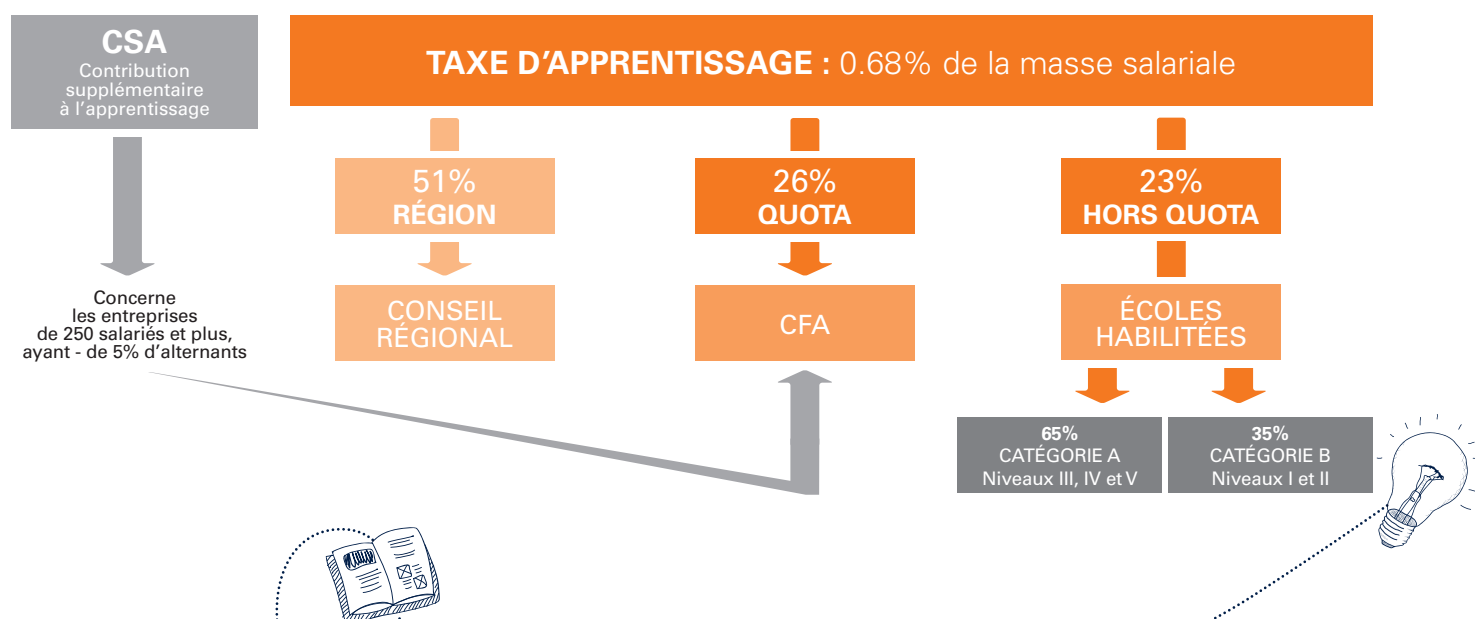 CSA
Contribution
supplémentaire
à l'apprentissage
TAXE D'APPRENTISSAGE : 0.68% de la masse salariale
51%
RÉGION
26%
QUOTA
23%
HORS QUOTA
Concerne
les entreprises
de 250 salariés et plus,
ayant - de 5% d'alternants
CONSEIL
RÉGIONAL
CFA
ÉCOLES
HABILITÉES
65%
CATÉGORIE A
Niveaux III, IV et V
35%
CATÉGORIE B
Niveaux I et II